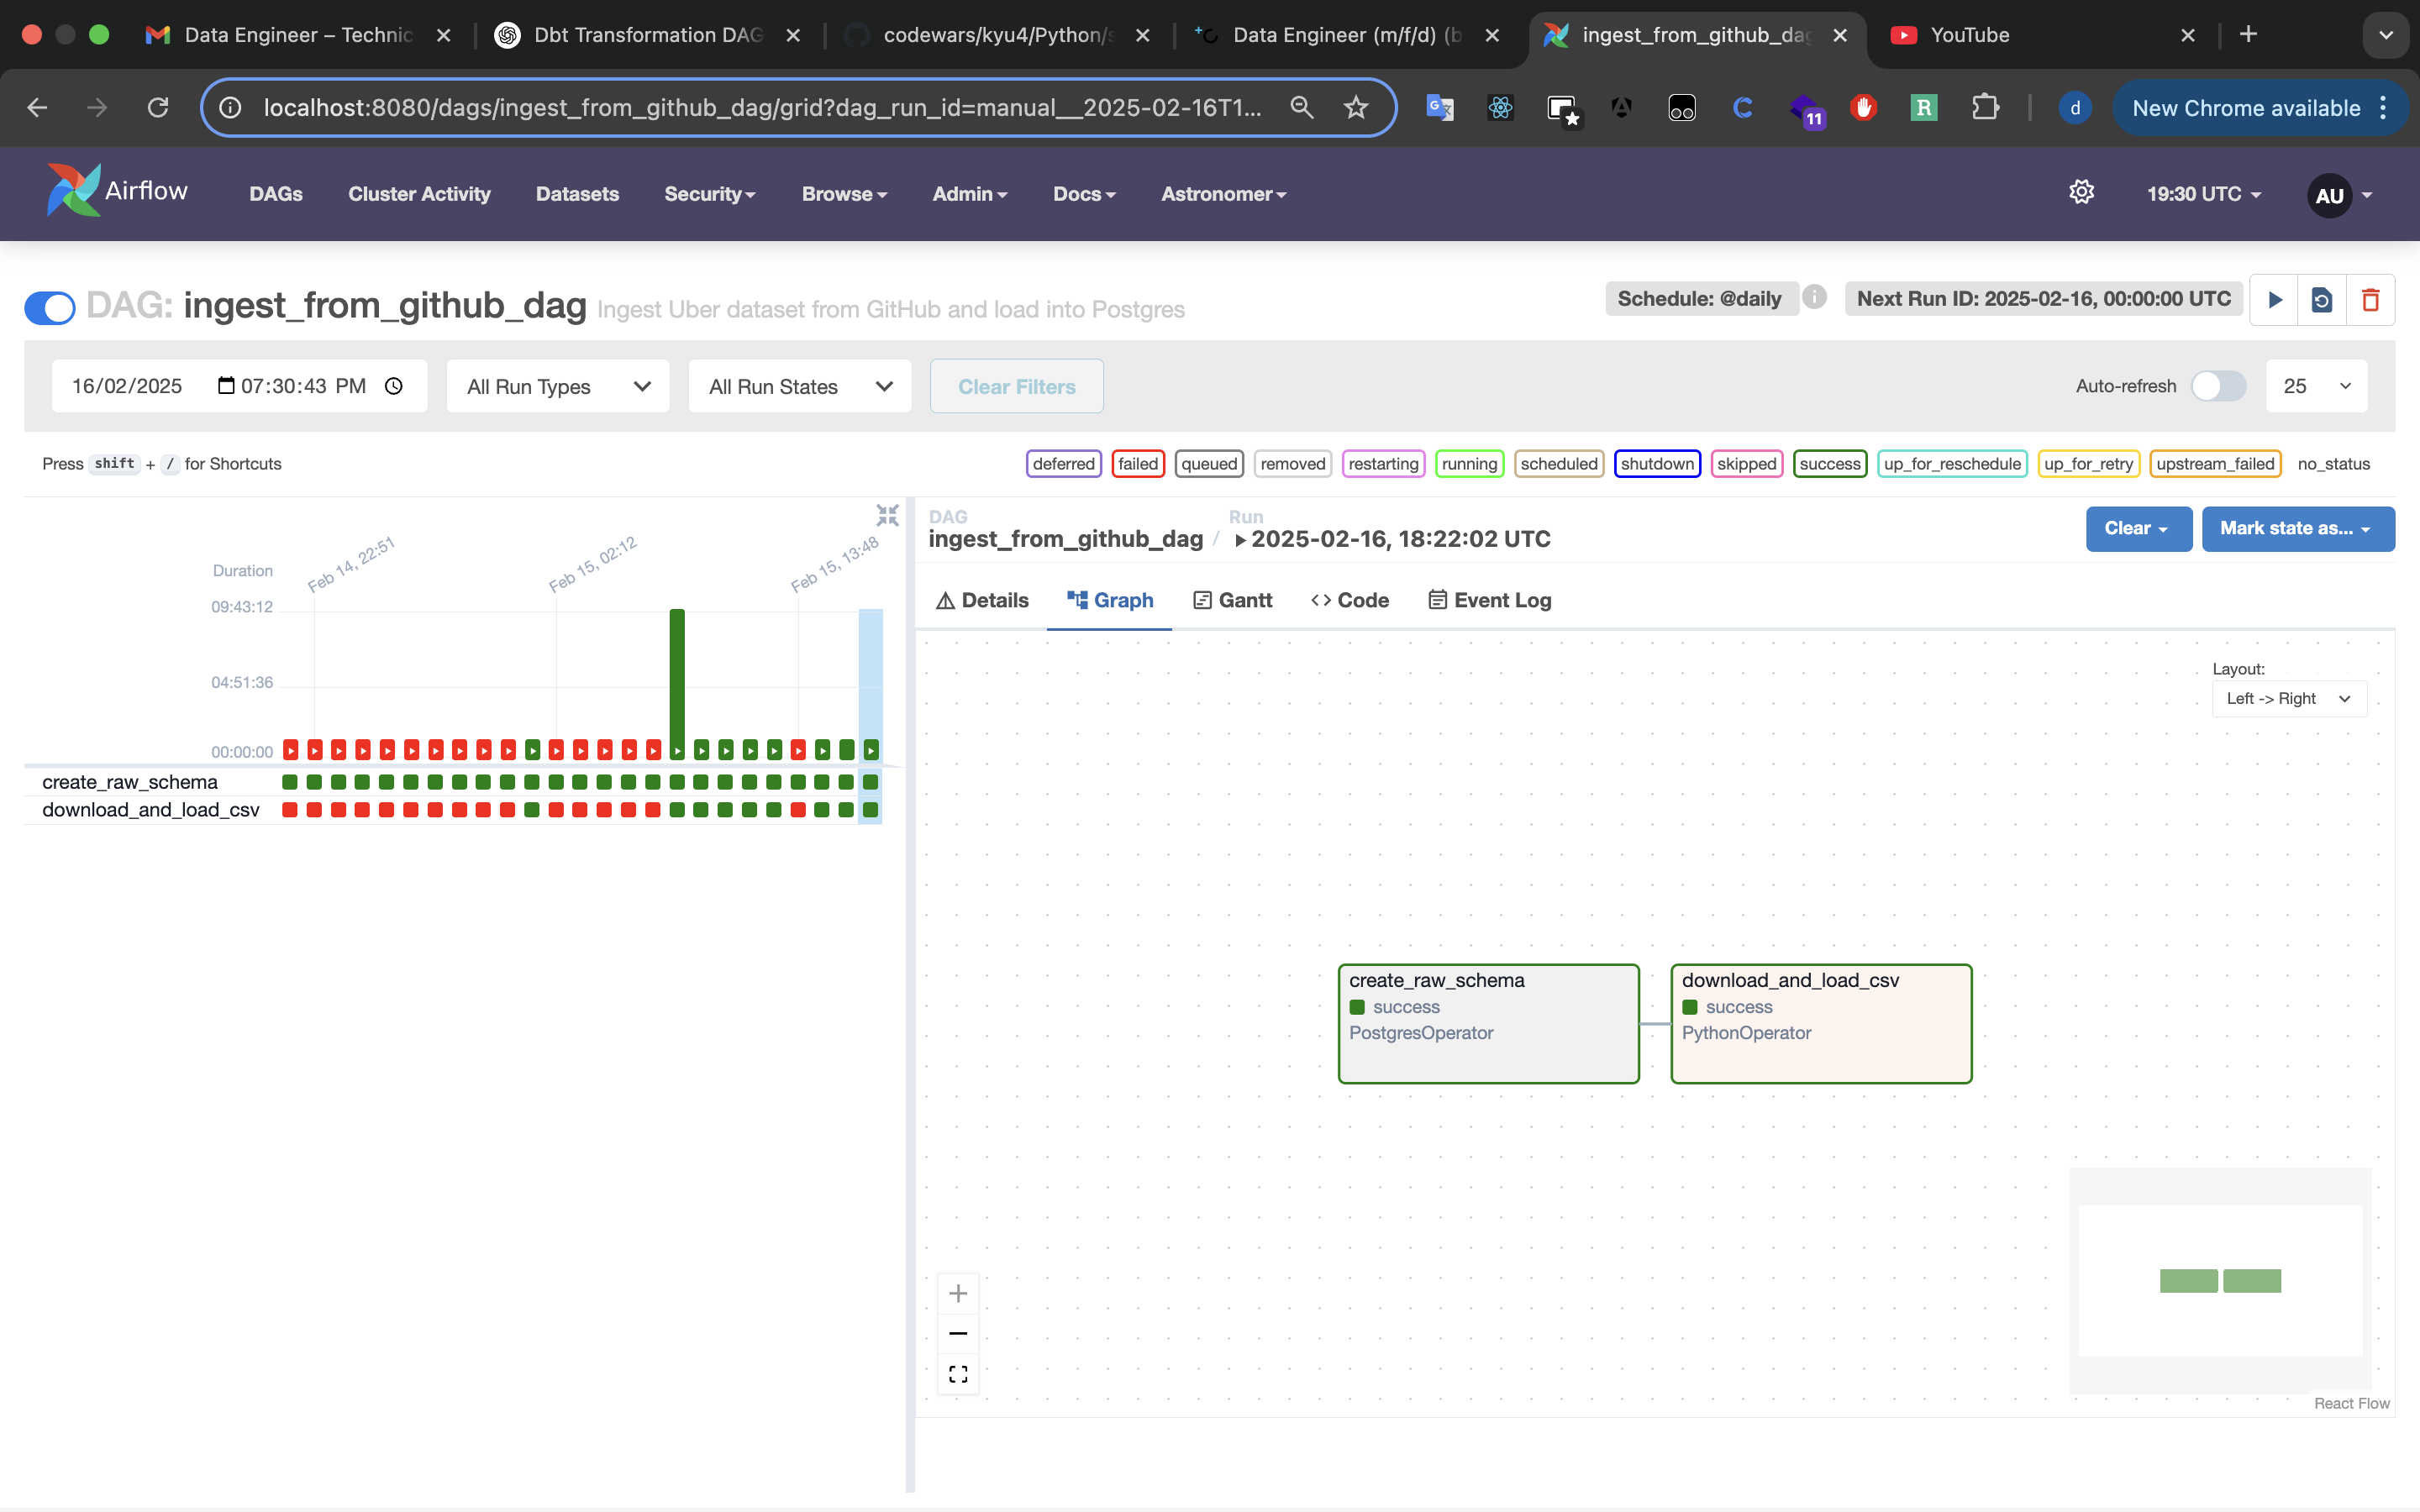 Data Engineer – Technic
Dbt Transformation DAG
codewars/kyu4/Python/s
Data Engineer (m/f/d) (b
ingest_from_github_dag
YouTube
localhost:8080/dags/ingest_from_github_dag/grid?dag_run_id=manual__2025-02-16T1...
11
R
d
New Chrome available
Airflow
DAGs
Cluster Activity
Datasets
Security
Browse
Admin
Docs
Astronomer
19:30 UTC
AU
DAG: ingest_from_github_dag Ingest Uber dataset from GitHub and load into Postgres
Schedule: @daily
Next Run ID: 2025-02-16, 00:00:00 UTC
16/02/2025 07:30:43 PM
All Run Types
All Run States
Clear Filters
Auto-refresh
25
Press shift + / for Shortcuts
deferred
failed
queued
removed
restarting
running
scheduled
shutdown
skipped
success
up_for_reschedule
up_for_retry
upstream_failed
no_status
Duration
09:43:12
04:51:36
00:00:00
Feb 14, 22:51
Feb 15, 02:12
Feb 15, 13:48
create_raw_schema
download_and_load_csv
DAG
ingest_from_github_dag
/
Run
2025-02-16, 18:22:02 UTC
Clear
Mark state as...
Details
Graph
Gantt
Code
Event Log
Layout:
Left -> Right
create_raw_schema
success
PostgresOperator
download_and_load_csv
success
PythonOperator
React Flow